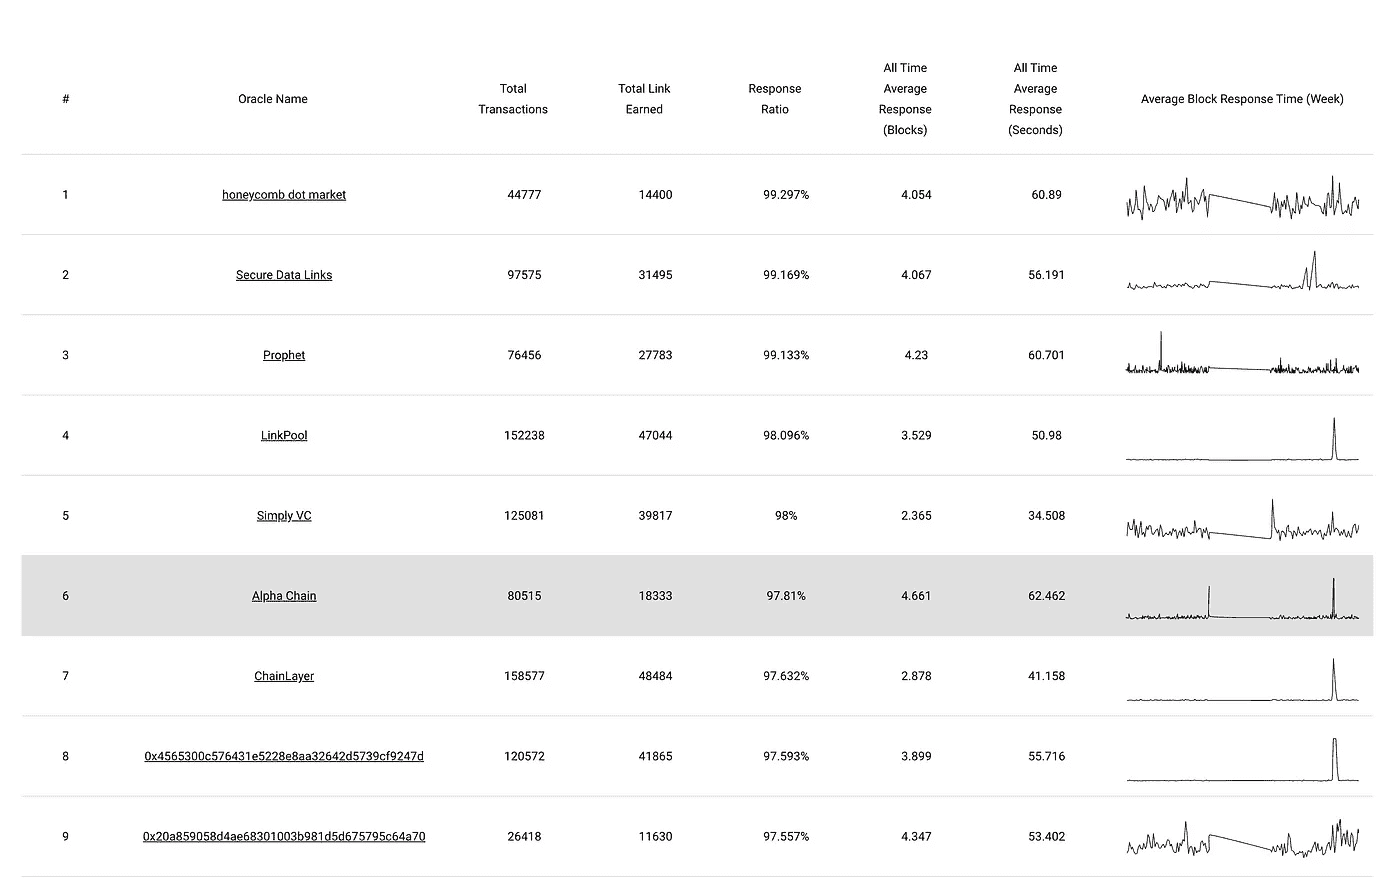 # Oracle Name Total Transactions Total Link Earned Response Ratio All Time Average Response (Blocks) All Time Average Response (Seconds) Average Block Response Time (Week)
1 honeycomb dot market 44777 14400 99.297% 4.054 60.89
2 Secure Data Links 97575 31495 99.169% 4.067 56.191
3 Prophet 76456 27783 99.133% 4.23 60.701
4 LinkPool 152238 47044 98.096% 3.529 50.98
5 Simply VC 125081 39817 98% 2.365 34.508
6 Alpha Chain 80515 18333 97.81% 4.661 62.462
7 ChainLayer 158577 48484 97.632% 2.878 41.158
8 0x4565300c576431e5228e8aa32642d5739cf9247d 120572 41865 97.593% 3.899 55.716
9 0x20a859058d4ae68301003b981d5d675795c64a70 26418 11630 97.557% 4.347 53.402